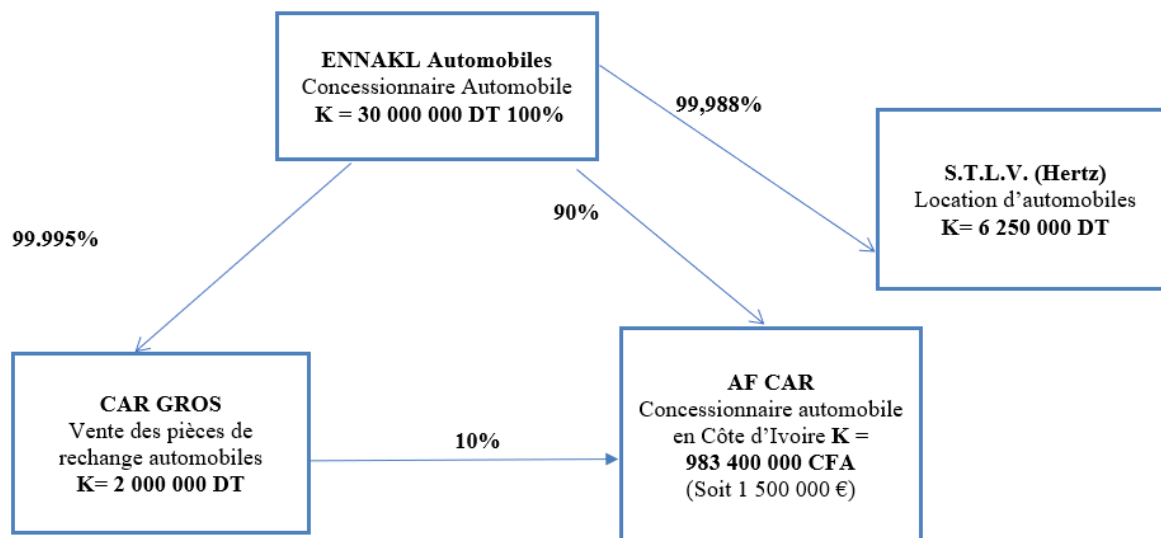 ENNAKL Automobiles
Concessionnaire Automobile
K = 30 000 000 DT 100%
99,988%
S.T.L.V. (Hertz)
Location d’automobiles
K= 6 250 000 DT
90%
99.995%
CAR GROS
Vente des pièces de
rechange automobiles
K= 2 000 000 DT
10%
AF CAR
Concessionnaire automobile
en Côte d’Ivoire K =
983 400 000 CFA
(Soit 1 500 000 €)